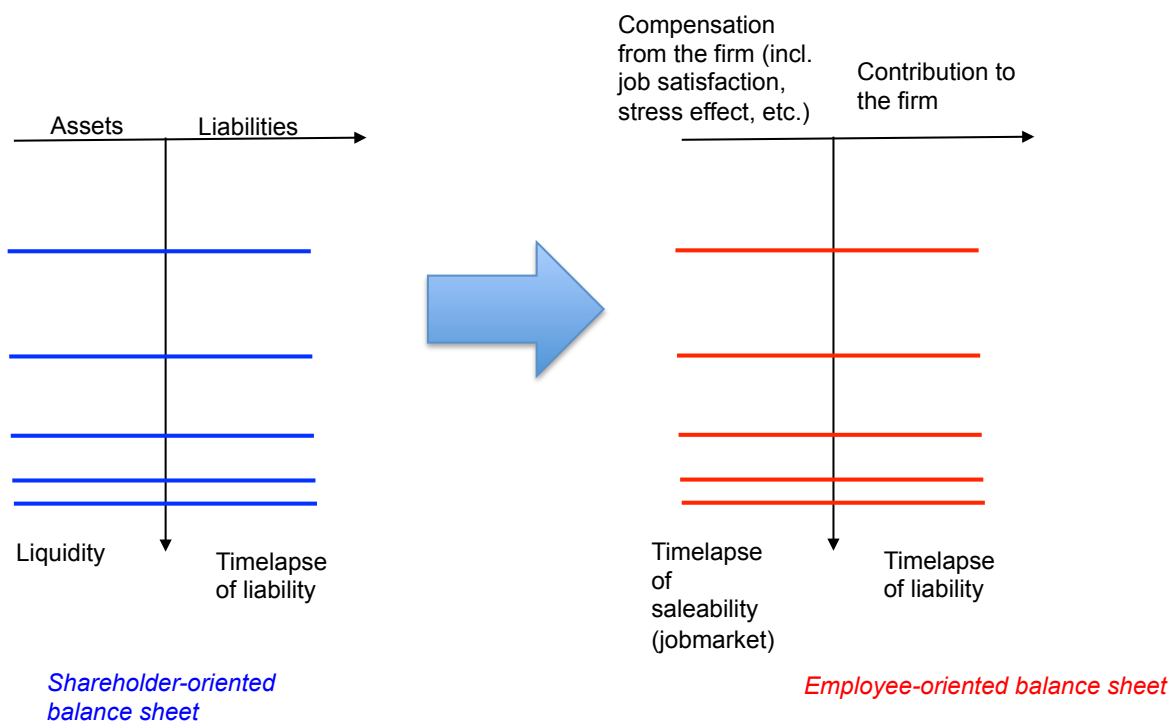 Assets
Liabilities
Liquidity
Timelapse
of liability
Shareholder-oriented
balance sheet
Compensation
from the firm (incl.
job satisfaction,
stress effect, etc.)
Contribution to
the firm
Timelapse
of
saleability
(jobmarket)
Timelapse
of liability
Employee-oriented balance sheet